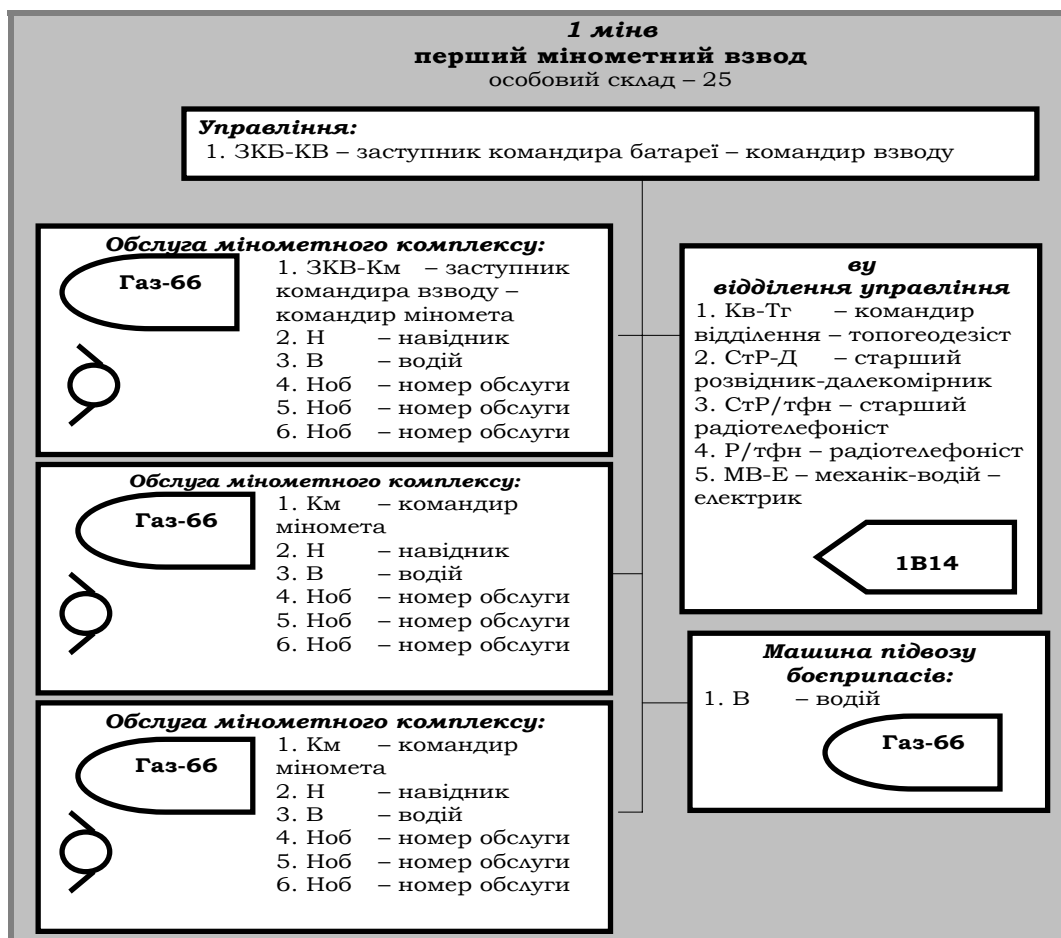 1 мінв
перший мінометний взвод
особовий склад – 25
Управління:
1. ЗКБ-КВ – заступник командира батареї – командир взводу
Обслуга мінометного комплексу:
Газ-66
1. ЗКВ-Км – заступник
командира взводу –
командир міномета
2. Н – навідник
3. В – водій
4. Ноб – номер обслуги
5. Ноб – номер обслуги
6. Ноб – номер обслуги
Обслуга мінометного комплексу:
Газ-66
1. Км – командир
міномета
2. Н – навідник
3. В – водій
4. Ноб – номер обслуги
5. Ноб – номер обслуги
6. Ноб – номер обслуги
Обслуга мінометного комплексу:
Газ-66
1. Км – командир
міномета
2. Н – навідник
3. В – водій
4. Ноб – номер обслуги
5. Ноб – номер обслуги
6. Ноб – номер обслуги
ву
відділення управління
1. Кв-Тг – командир
відділення – топогеодезіст
2. СтР-Д – старший
розвідник-далекомірник
3. СтР/тфн – старший
радіотелефоніст
4. Р/тфн – радіотелефоніст
5. МВ-Е – механік-водій –
електрик
1В14
Машина підвозу
боєприпасів:
1. В – водій
Газ-66